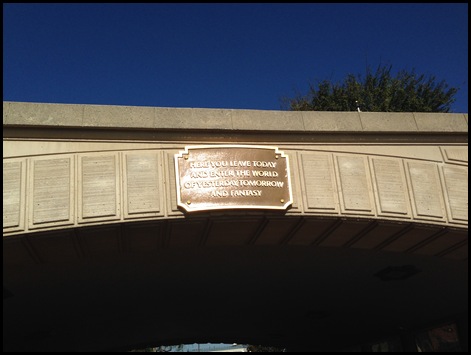 HERE YOU LEAVE TODAY
AND ENTER THE WORLD
OF YESTERDAY, TOMORROW
AND FANTASY